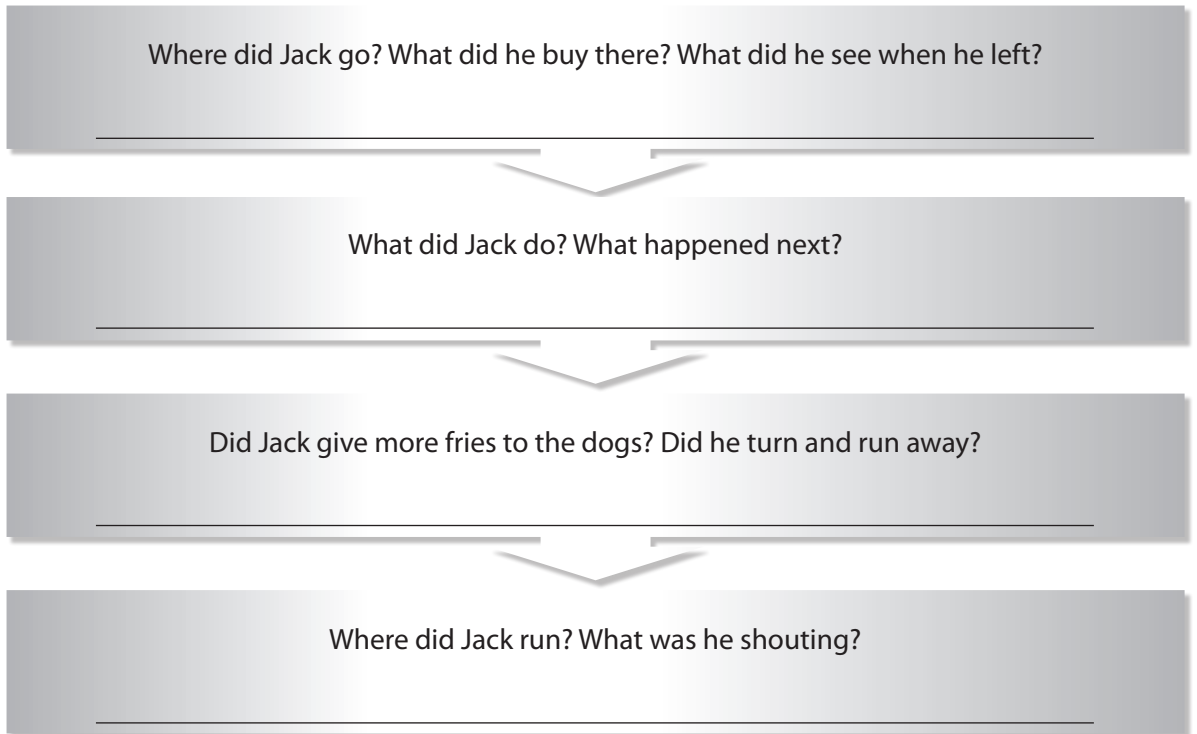 Where did Jack go? What did he buy there? What did he see when he left?
What did Jack do? What happened next?
Did Jack give more fries to the dogs? Did he turn and run away?
Where did Jack run? What was he shouting?